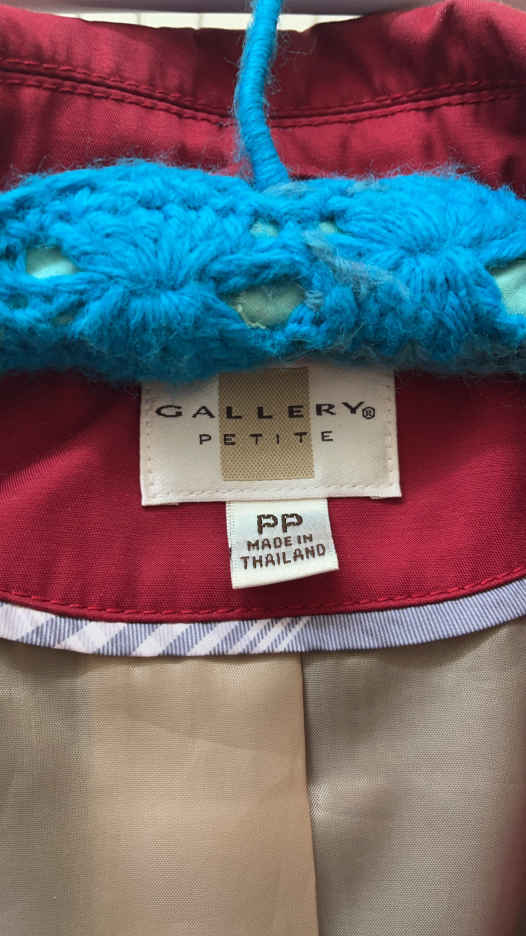 GALLERY®
PETITE
PP
MADE IN
THAILAND